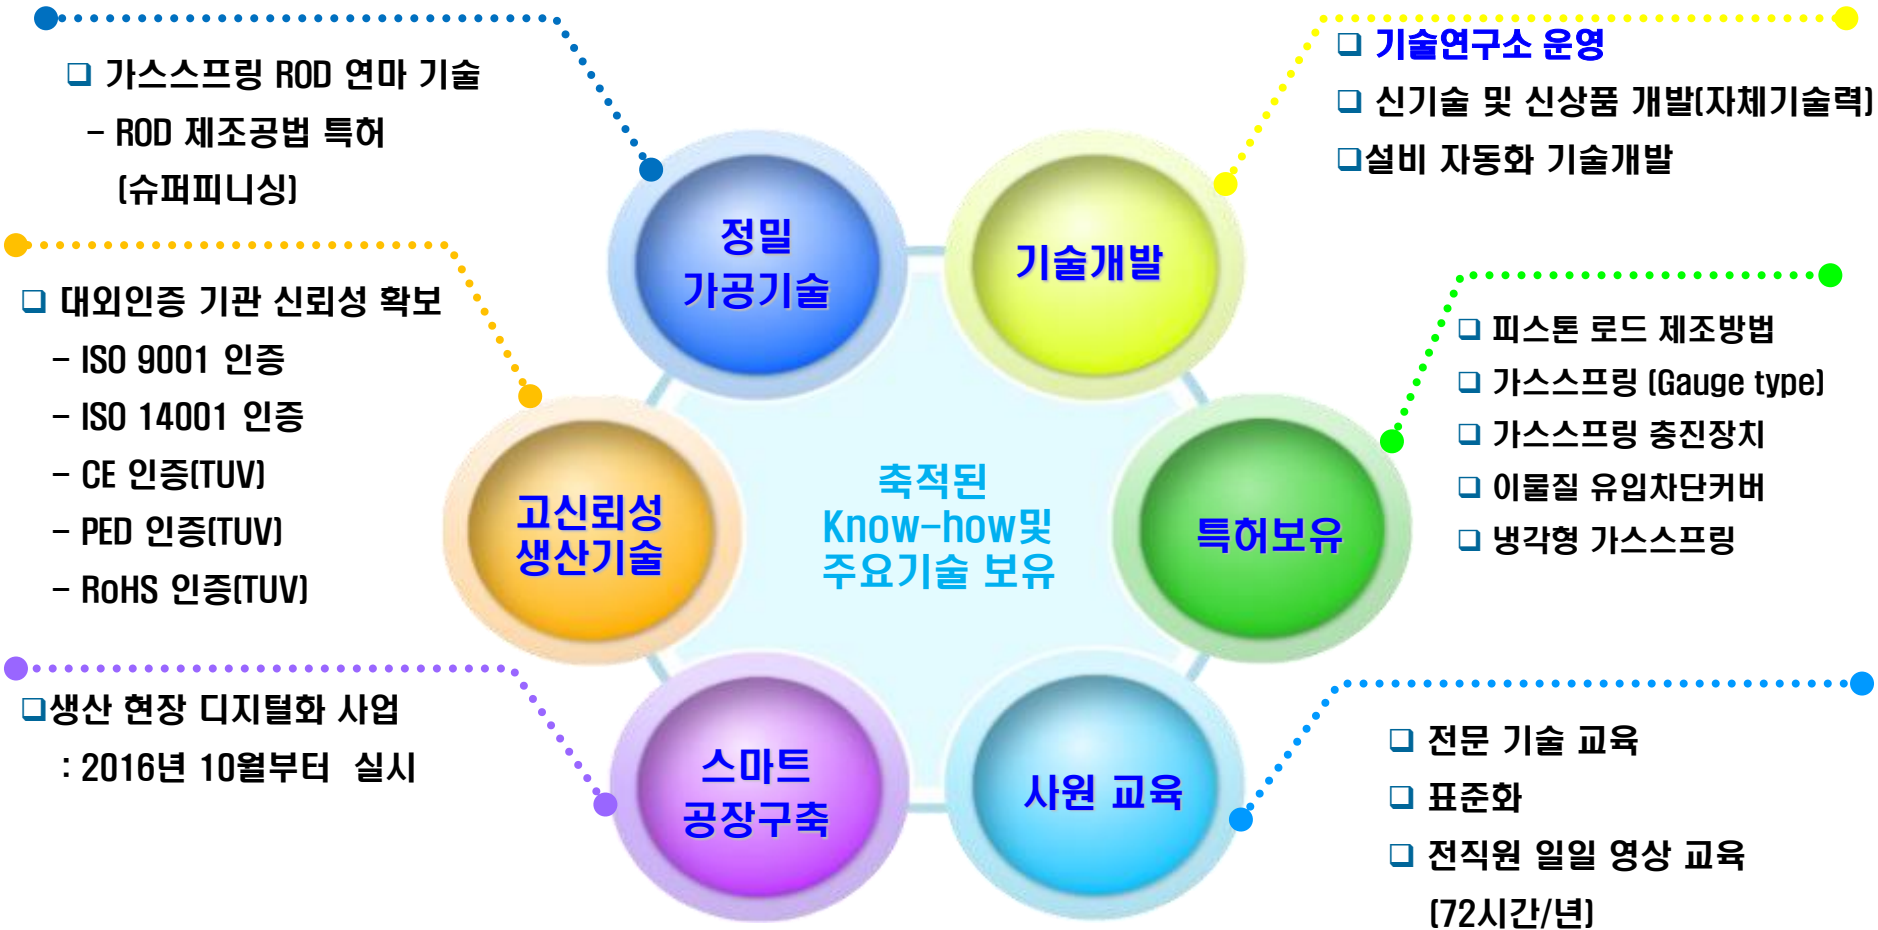 가스스프링 ROD 연마 기술
- ROD 제조공법 특허
(슈퍼피니싱)
대외인증 기관 신뢰성 확보
- ISO 9001 인증
- ISO 14001 인증
- CE 인증(TUV)
- PED 인증(TUV)
- RoHS 인증(TUV)
생산 현장 디지털화 사업
: 2016년 10월부터 실시
정밀
가공기술
기술개발
고신뢰성
생산기술
축적된
Know-how및
주요기술 보유
특허보유
스마트
공장구축
사원 교육
기술연구소 운영
신기술 및 신상품 개발(자체기술력)
설비 자동화 기술개발
피스톤 로드 제조방법
가스스프링 (Gauge type)
가스스프링 충진장치
이물질 유입차단커버
냉각형 가스스프링
전문 기술 교육
표준화
전직원 일일 영상 교육
(72시간/년)